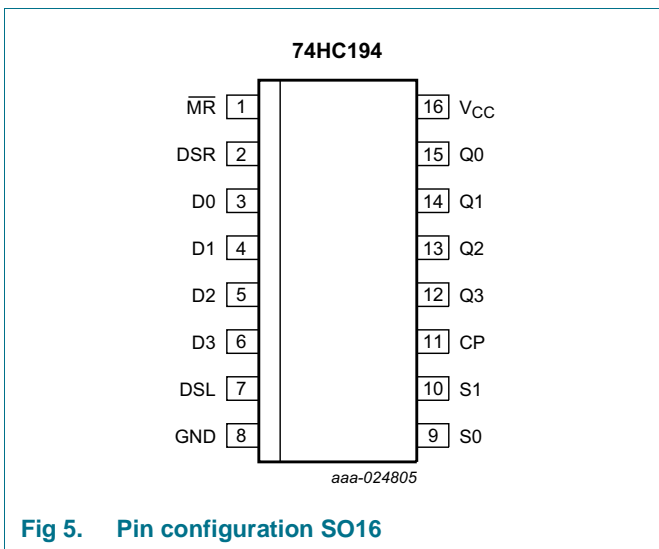 74HC194
M̅R̅ 1 16 VCC
DSR 2 15 Q0
D0 3 14 Q1
D1 4 13 Q2
D2 5 12 Q3
D3 6 11 CP
DSL 7 10 S1
GND 8 9 S0
aaa-024805
Fig 5. Pin configuration SO16